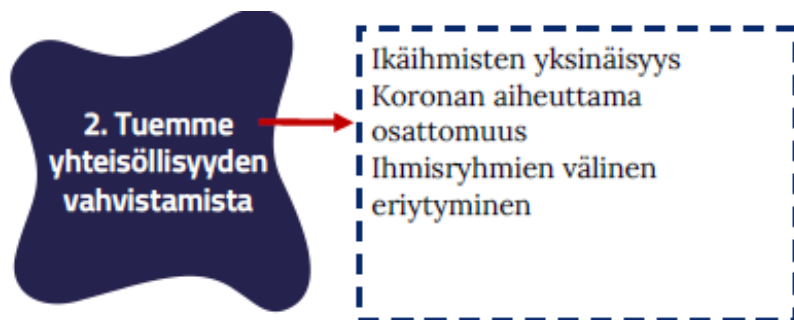 2. Tuemme
yhteisöllisyyden
vahvistamista
Ikäihmisten yksinäisyys
Koronan aiheuttama
osattomuus
Ihmisryhmien välinen
eriytyminen